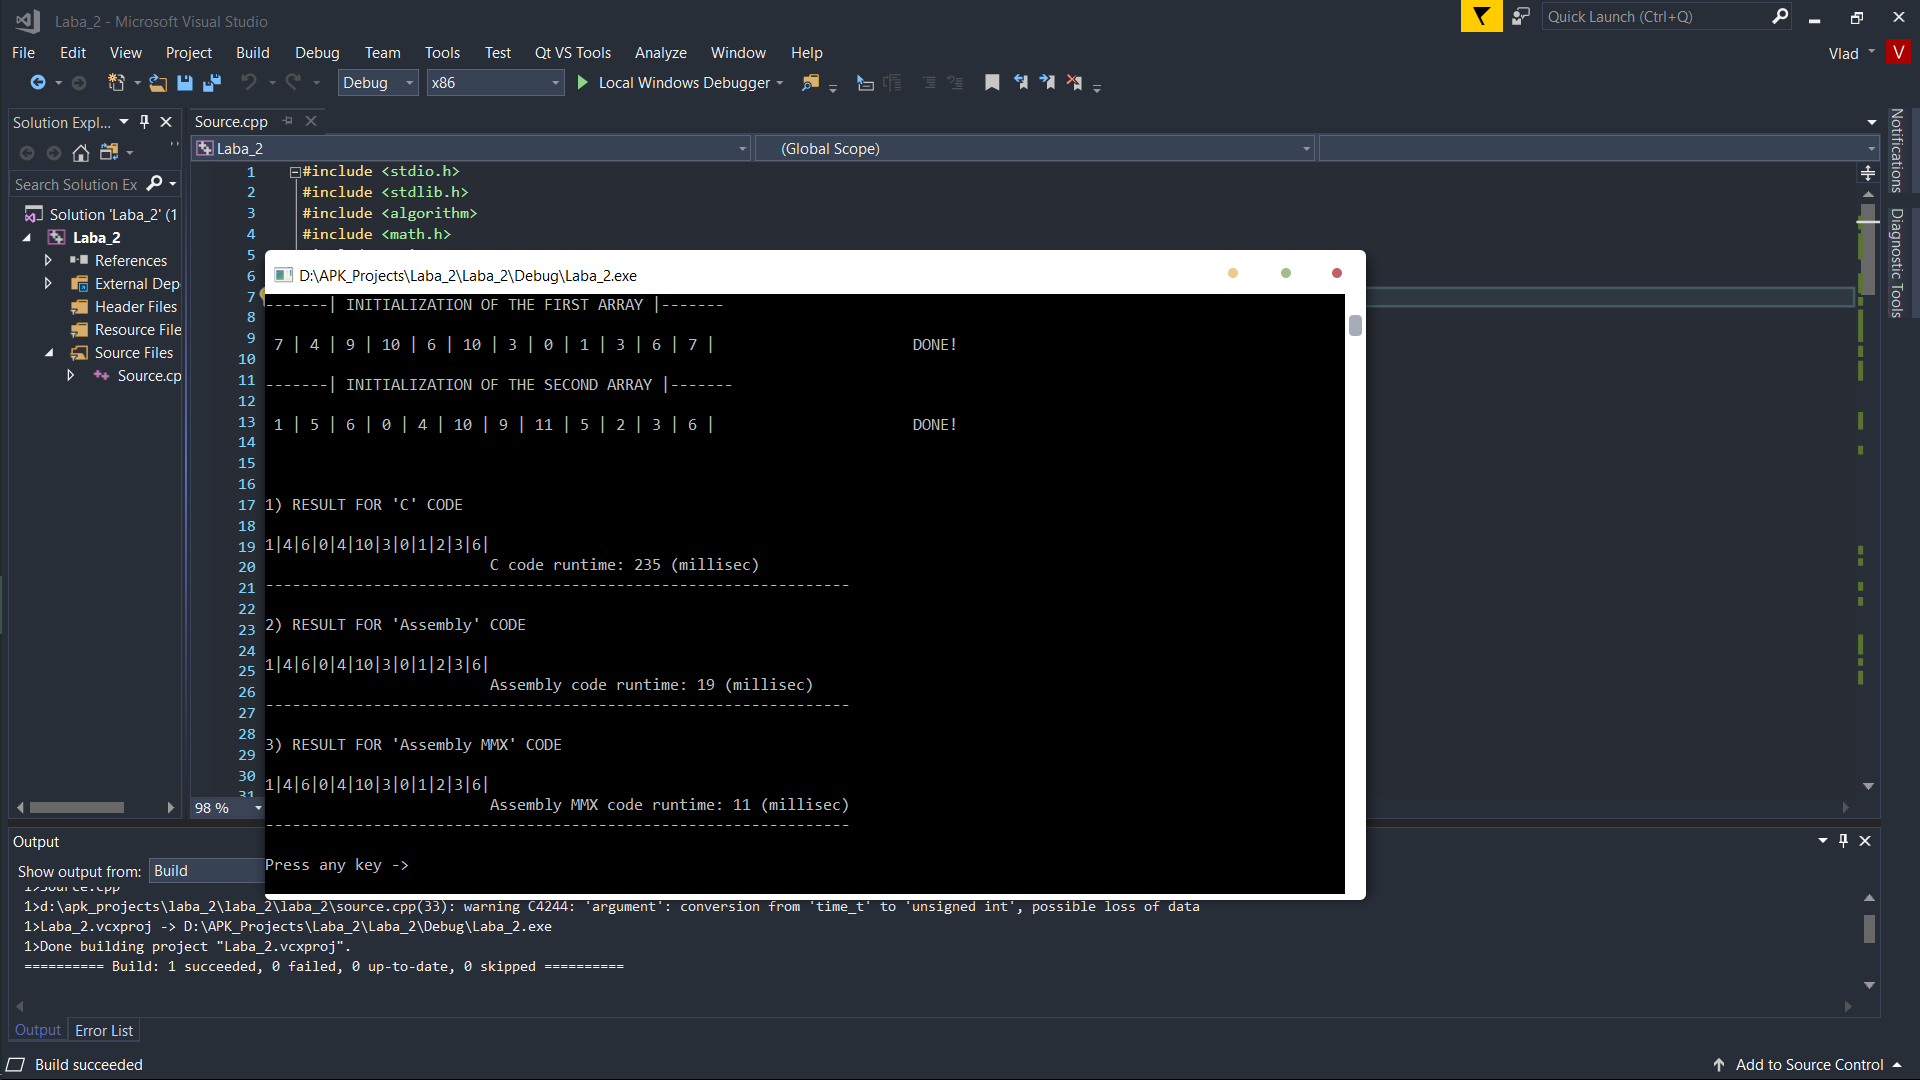 Laba_2 - Microsoft Visual Studio
Quick Launch (Ctrl+Q)
File Edit View Project Build Debug Team Tools Test Qt VS Tools Analyze Window Help
Vlad V
Debug x86 Local Windows Debugger
Solution Expl...
Source.cpp
Laba_2 (Global Scope)
Search Solution Ex
Solution 'Laba_2' (1
Laba_2
References
External Dep
Header Files
Resource File
Source Files
Source.cp
1 #include <stdio.h>
2 #include <stdlib.h>
3 #include <algorithm>
4 #include <math.h>
5
6
7
8
9
10
11
12
13
14
15
16
17
18
19
20
21
22
23
24
25
26
27
28
29
30
31
98 %
Notifications
Diagnostic Tools
D:\APK_Projects\Laba_2\Laba_2\Debug\Laba_2.exe
-------| INITIALIZATION OF THE FIRST ARRAY |-------
7 | 4 | 9 | 10 | 6 | 10 | 3 | 0 | 1 | 3 | 6 | 7 | DONE!
-------| INITIALIZATION OF THE SECOND ARRAY |-------
1 | 5 | 6 | 0 | 4 | 10 | 9 | 11 | 5 | 2 | 3 | 6 | DONE!
1) RESULT FOR 'C' CODE
1|4|6|0|4|10|3|0|1|2|3|6|
C code runtime: 235 (millisec)
-----------------------------------------------------------------
2) RESULT FOR 'Assembly' CODE
1|4|6|0|4|10|3|0|1|2|3|6|
Assembly code runtime: 19 (millisec)
-----------------------------------------------------------------
3) RESULT FOR 'Assembly MMX' CODE
1|4|6|0|4|10|3|0|1|2|3|6|
Assembly MMX code runtime: 11 (millisec)
-----------------------------------------------------------------
Press any key ->
Output
Show output from: Build
1>Source.cpp
1>d:\apk_projects\laba_2\laba_2\laba_2\source.cpp(33): warning C4244: 'argument': conversion from 'time_t' to 'unsigned int', possible loss of data
1>Laba_2.vcxproj -> D:\APK_Projects\Laba_2\Laba_2\Debug\Laba_2.exe
1>Done building project "Laba_2.vcxproj".
========== Build: 1 succeeded, 0 failed, 0 up-to-date, 0 skipped ==========
Output Error List
Build succeeded
Add to Source Control